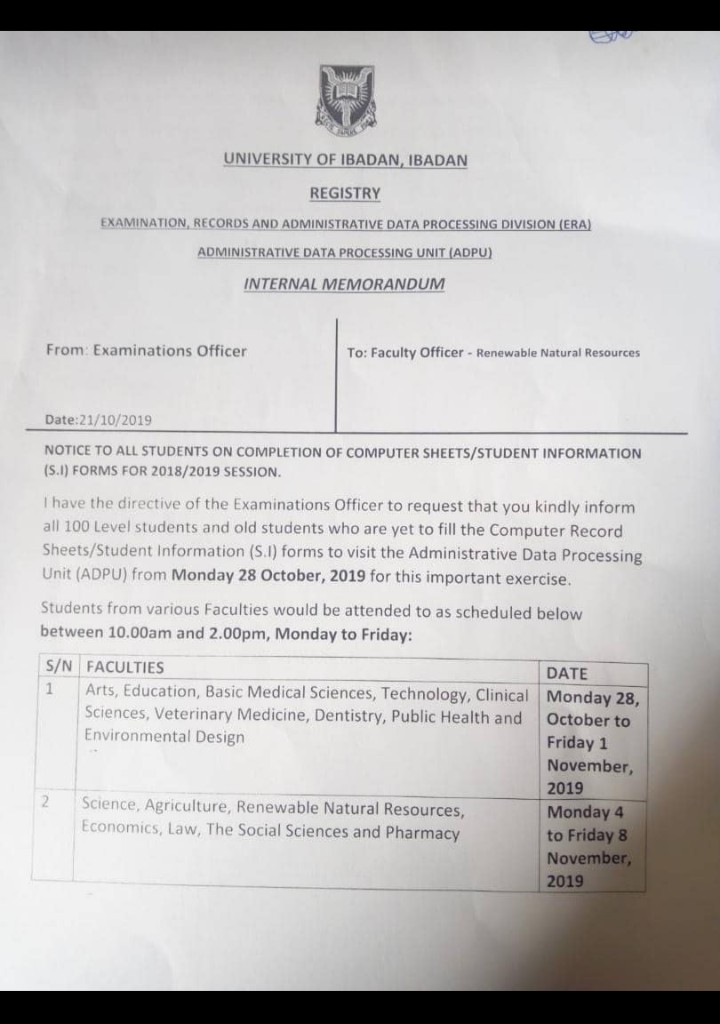 UNIVERSITY OF IBADAN, IBADAN
REGISTRY
EXAMINATION, RECORDS AND ADMINISTRATIVE DATA PROCESSING DIVISION (ERA)
ADMINISTRATIVE DATA PROCESSING UNIT (ADPU)
INTERNAL MEMORANDUM
From: Examinations Officer
To: Faculty Officer - Renewable Natural Resources
Date:21/10/2019
NOTICE TO ALL STUDENTS ON COMPLETION OF COMPUTER SHEETS/STUDENT INFORMATION
(S.I) FORMS FOR 2018/2019 SESSION.
I have the directive of the Examinations Officer to request that you kindly inform
all 100 Level students and old students who are yet to fill the Computer Record
Sheets/Student Information (S.I) forms to visit the Administrative Data Processing
Unit (ADPU) from Monday 28 October, 2019 for this important exercise.
Students from various Faculties would be attended to as scheduled below
between 10.00am and 2.00pm, Monday to Friday:
S/N FACULTIES DATE
1 Arts, Education, Basic Medical Sciences, Technology, Clinical
Sciences, Veterinary Medicine, Dentistry, Public Health and
Environmental Design
Monday 28,
October to
Friday 1
November,
2019
2 Science, Agriculture, Renewable Natural Resources,
Economics, Law, The Social Sciences and Pharmacy
Monday 4
to Friday 8
November,
2019